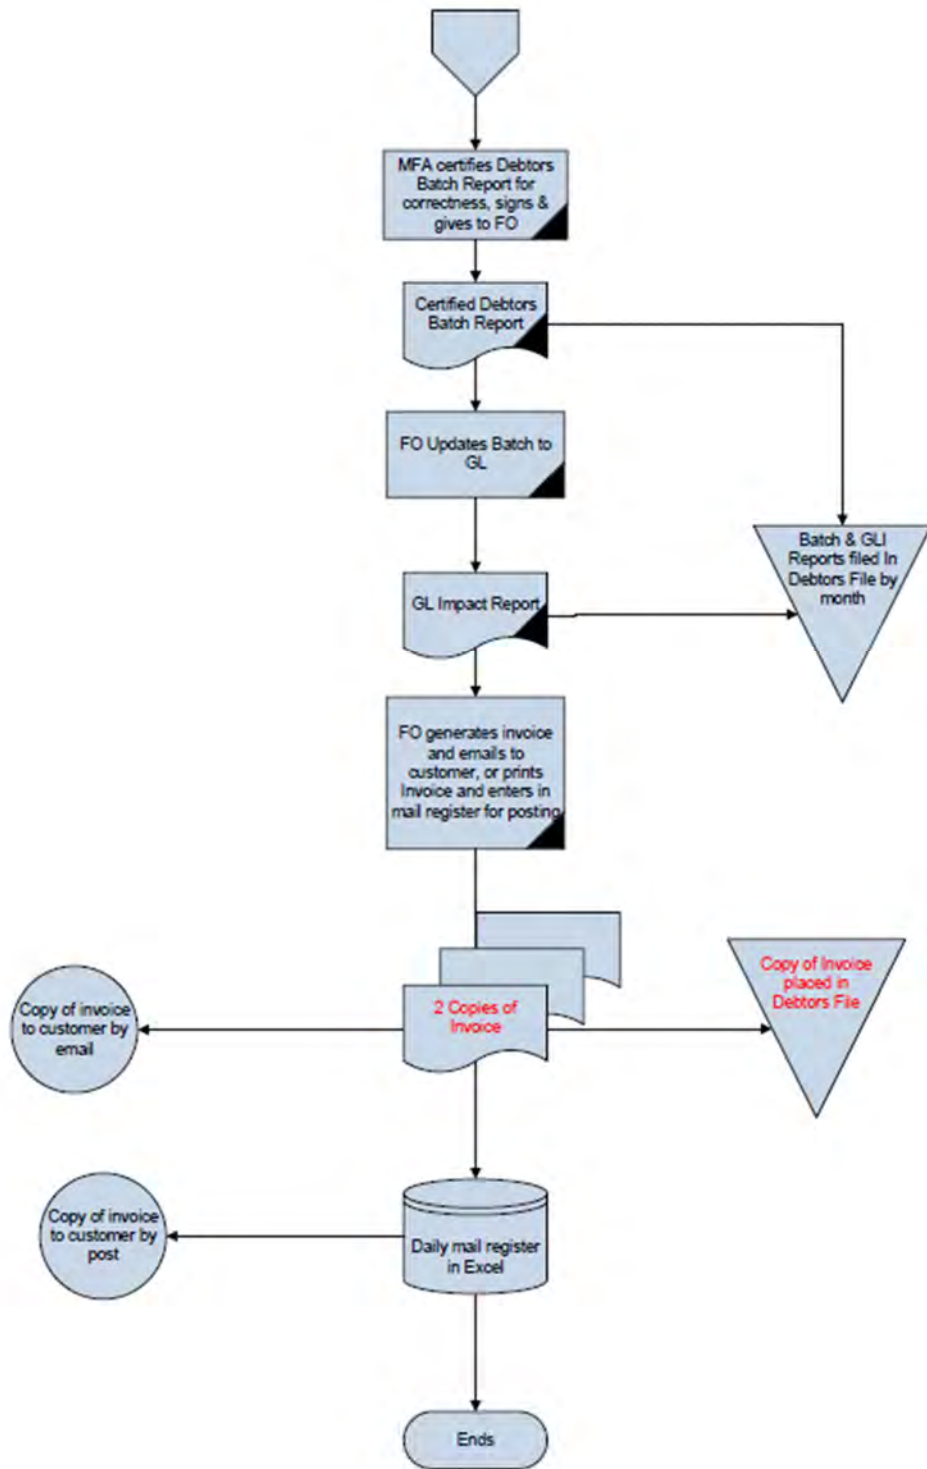 MFA certifies Debtors
Batch Report for
correctness, signs &
gives to FO
Certified Debtors
Batch Report
FO Updates Batch to
GL
Batch & GLI
Reports filed In
Debtors File by
month
GL Impact Report
FO generates invoice
and emails to
customer, or prints
Invoice and enters in
mail register for posting
Copy of invoice
to customer by
email
2 Copies of
Invoice
Copy of Invoice
placed in
Debtors File
Copy of invoice
to customer by
post
Daily mail register
in Excel
Ends